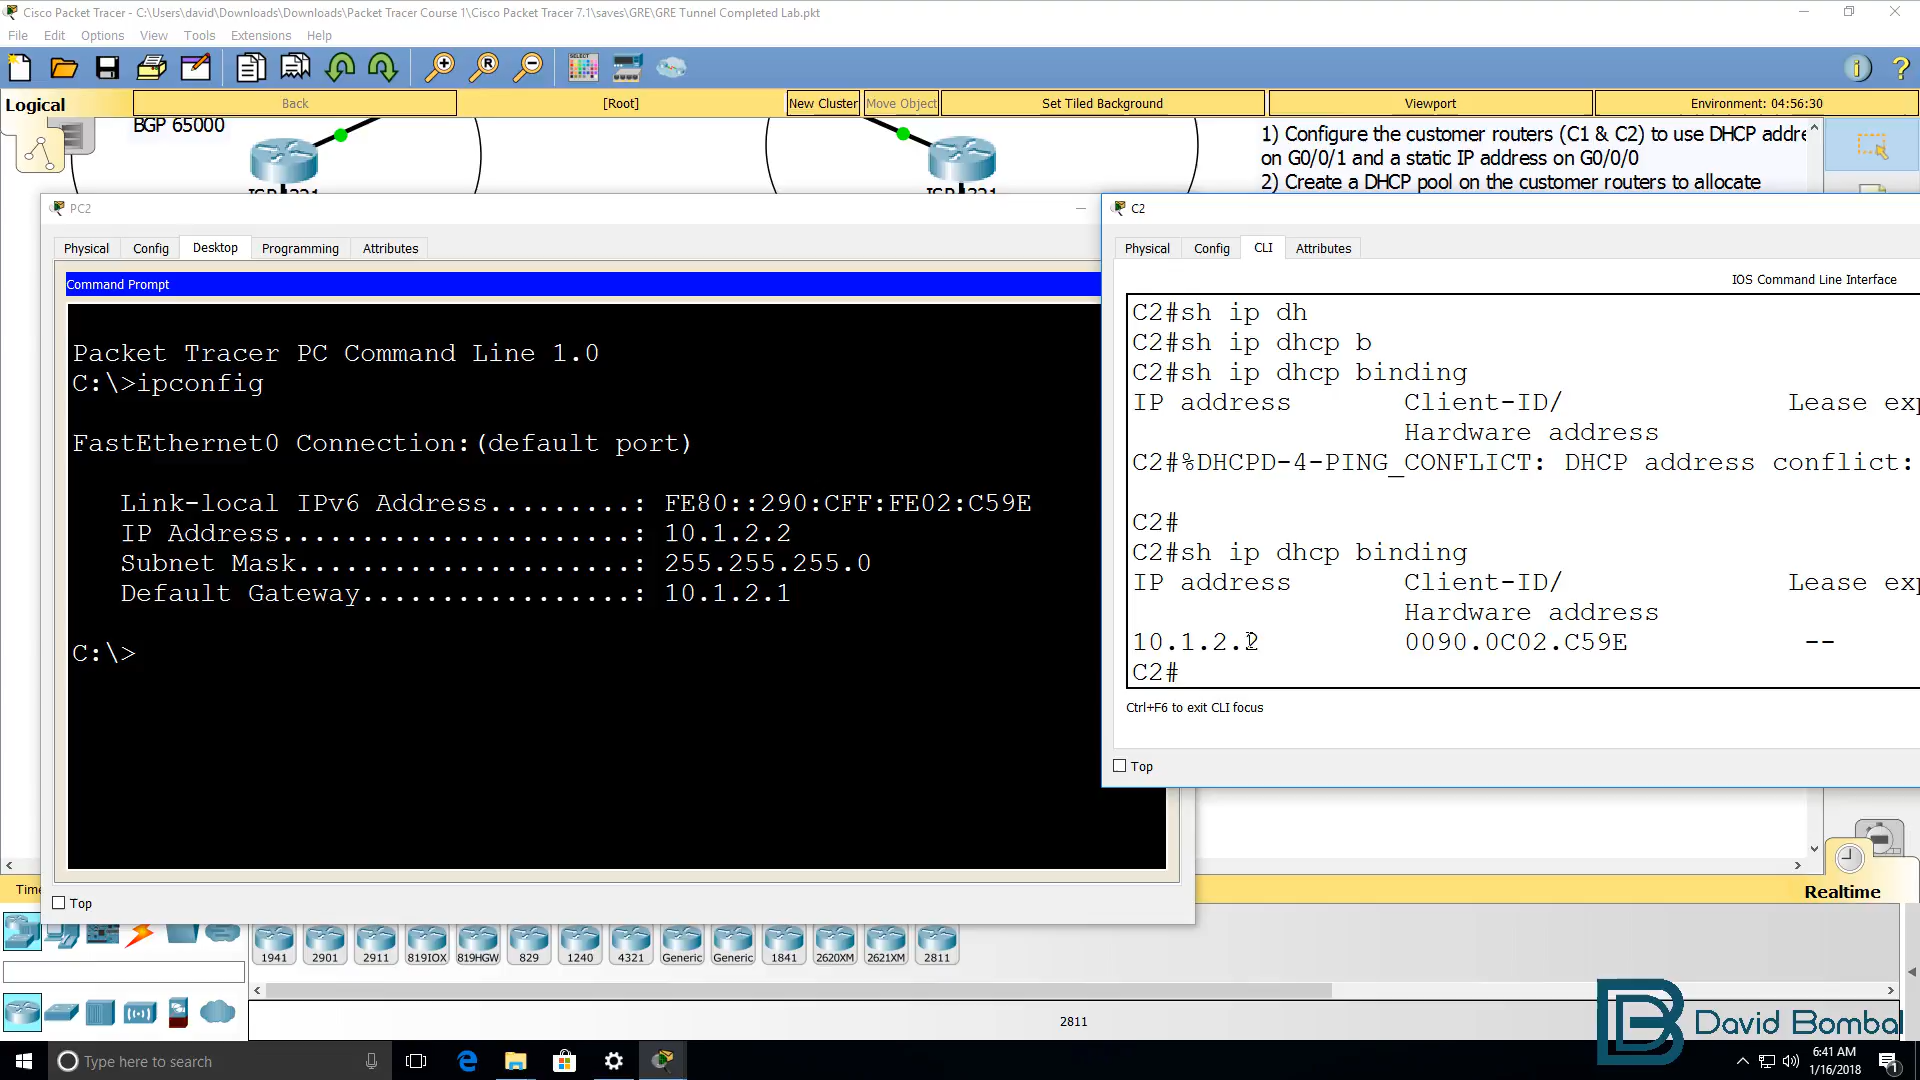 Cisco Packet Tracer - C:\Users\david\Downloads\Downloads\Packet Tracer Course 1\Cisco Packet Tracer 7.1\saves\GRE\GRE Tunnel Completed Lab.pkt
File Edit Options View Tools Extensions Help
Logical Back [Root] New Cluster Move Object Set Tiled Background Viewport Environment: 04:56:30
BGP 65000
1) Configure the customer routers (C1 & C2) to use DHCP addre
on G0/0/1 and a static IP address on G0/0/0
2) Create a DHCP pool on the customer routers to allocate
PC2
Physical Config Desktop Programming Attributes
Command Prompt
Packet Tracer PC Command Line 1.0
C:\>ipconfig
FastEthernet0 Connection:(default port)
Link-local IPv6 Address.........: FE80::290:CFF:FE02:C59E
IP Address......................: 10.1.2.2
Subnet Mask.....................: 255.255.255.0
Default Gateway.................: 10.1.2.1
C:\>
Top
C2
Physical Config CLI Attributes
IOS Command Line Interface
C2#sh ip dh
C2#sh ip dhcp b
C2#sh ip dhcp binding
IP address Client-ID/ Lease exp
Hardware address
C2#%DHCPD-4-PING_CONFLICT: DHCP address conflict:
C2#
C2#sh ip dhcp binding
IP address Client-ID/ Lease exp
Hardware address
10.1.2.2 0090.0C02.C59E --
C2#
Ctrl+F6 to exit CLI focus
Top
Time
Realtime
1941 2901 2911 819IOX 819HGW 829 1240 4321 Generic Generic 1841 2620XM 2621XM 2811
2811
David Bombal
Type here to search
6:41 AM
1/16/2018
1